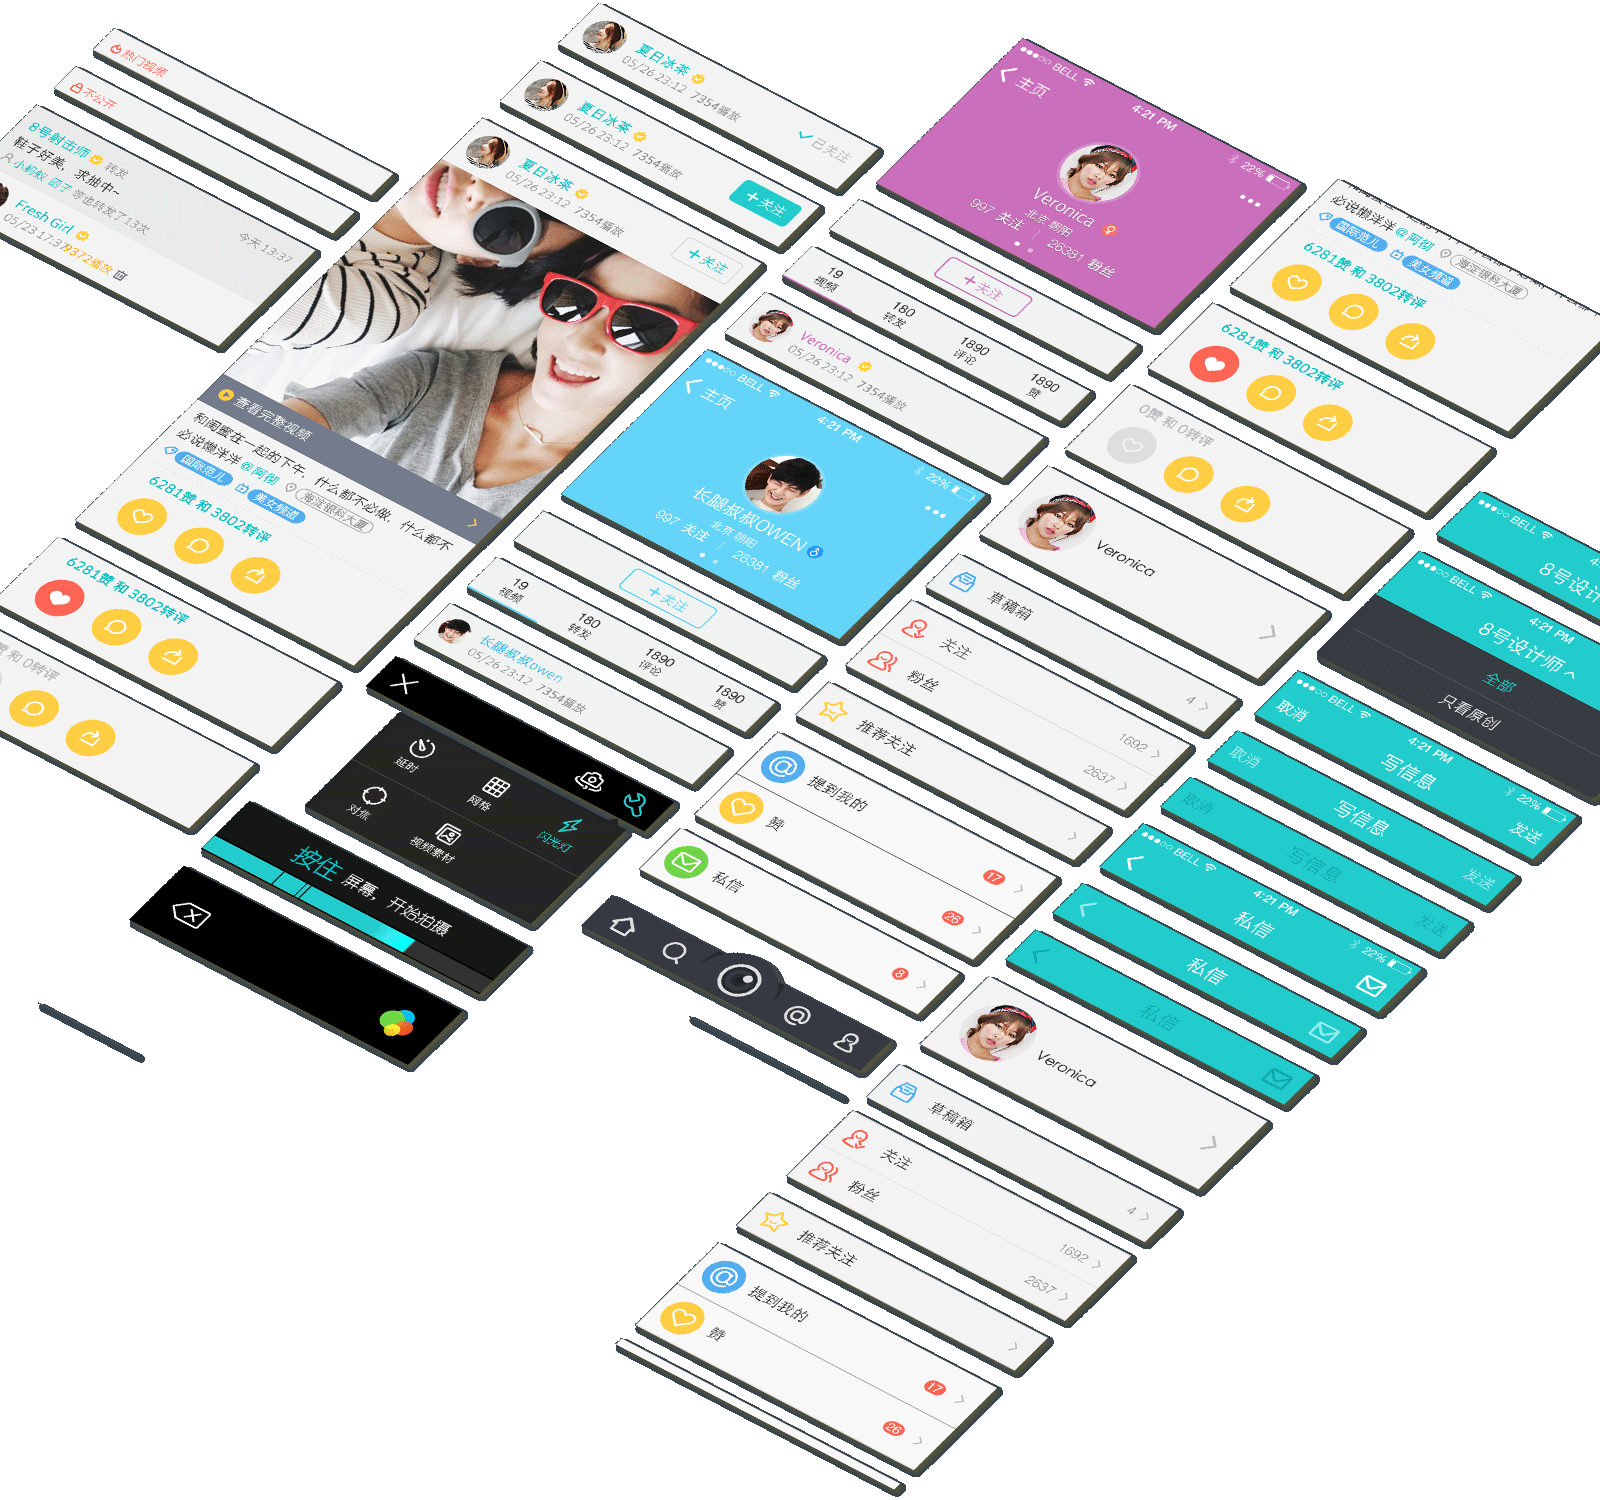 热门视频
不公开
8号射击师 转发
鞋子好美，求抽中~
小蚂蚁 圆子 等也转发了13次
今天 13:37
Fresh Girl
05/23 17:37
9372播放
夏日冰茶
05/26 23:12 7354播放
已关注
夏日冰茶
05/26 23:12 7354播放
+关注
夏日冰茶
05/26 23:12 7354播放
+关注
查看完整视频
和闺蜜在一起的下午，什么都不必做，什么都不
必说懒洋洋 @阿彻
国际范儿 美女频道 海淀银科大厦
6281赞 和 3802转评
6281赞 和 3802转评
赞 和 0转评
BELL 4:21 PM 22%
主页
Veronica
北京 朝阳
997 关注 | 26381 粉丝
+关注
19 视频
180 转发
1890 评论
1890 赞
Veronica
05/26 23:12 7354播放
BELL 4:21 PM 22%
主页
长腿叔叔OWEN
北京 朝阳
997 关注 | 26381 粉丝
+关注
19 视频
180 转发
1890 评论
1890 赞
长腿叔叔owen
05/26 23:12 7354播放
延时
网格
闪光灯
对焦
视频素材
按住 屏幕，开始拍摄
必说懒洋洋 @阿彻
国际范儿 美女频道 海淀银科大厦
6281赞 和 3802转评
6281赞 和 3802转评
0赞 和 0转评
Veronica
草稿箱 4
关注 1692
粉丝 2637
推荐关注
提到我的 17
赞 26
私信 8
BELL
8号设计
BELL 4:21 PM
8号设计师
全部
只看原创
BELL 4:21 PM 22%
取消 写信息 发送
取消 写信息 发送
取消 写信息 发送
BELL 4:21 PM 22%
私信
私信
私信
Veronica
草稿箱 4
关注 1692
粉丝 2637
推荐关注
提到我的 17
赞 26